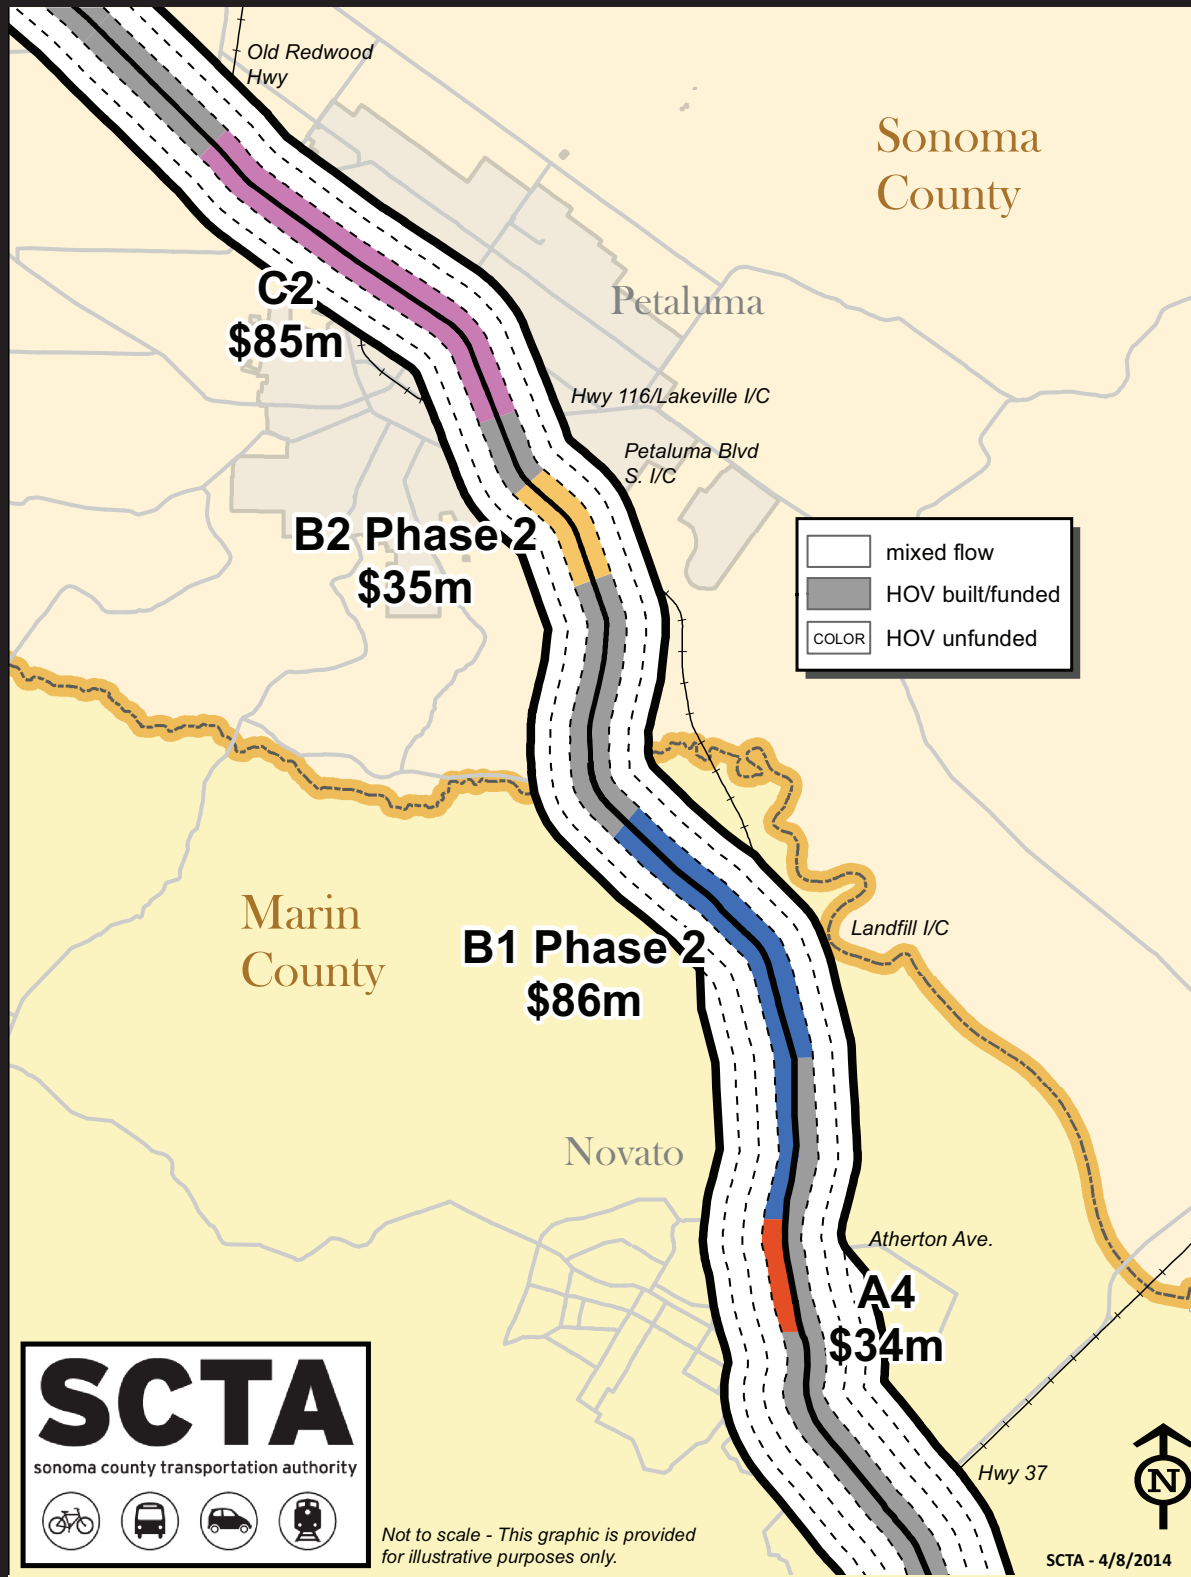 Old Redwood
Hwy
Sonoma
County
C2
$85m
Petaluma
Hwy 116/Lakeville I/C
Petaluma Blvd
S. I/C
B2 Phase 2
$35m
mixed flow
HOV built/funded
COLOR HOV unfunded
Marin
County
Landfill I/C
B1 Phase 2
$86m
Novato
Atherton Ave.
A4
$34m
SCTA
sonoma county transportation authority
Hwy 37
N
Not to scale - This graphic is provided
for illustrative purposes only.
SCTA - 4/8/2014